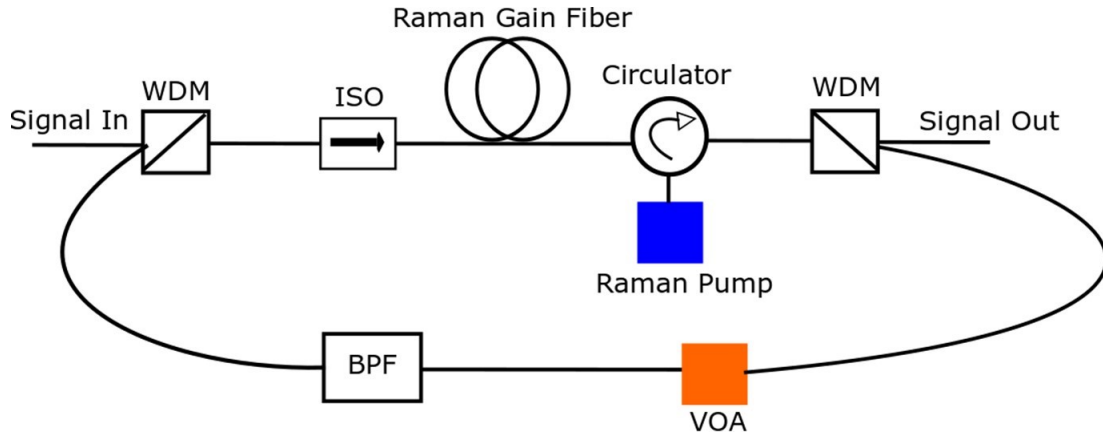 Raman Gain Fiber
Circulator
WDM
ISO
WDM
Signal In
Signal Out
Raman Pump
BPF
VOA